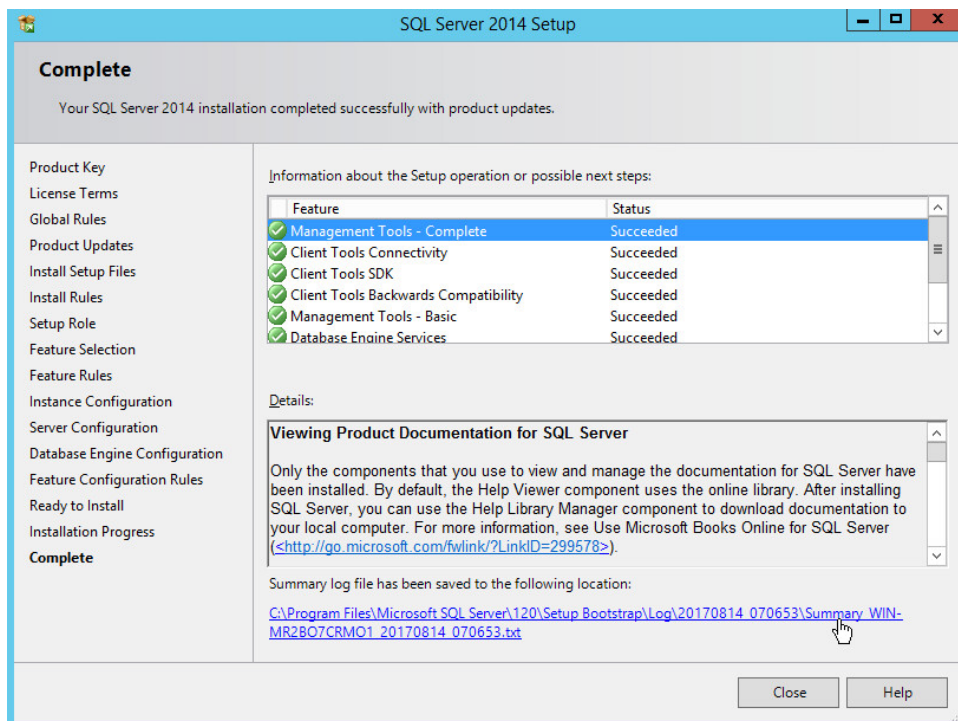 SQL Server 2014 Setup
Complete
Your SQL Server 2014 installation completed successfully with product updates.
Product Key
License Terms
Global Rules
Product Updates
Install Setup Files
Install Rules
Setup Role
Feature Selection
Feature Rules
Instance Configuration
Server Configuration
Database Engine Configuration
Feature Configuration Rules
Ready to Install
Installation Progress
Complete
Information about the Setup operation or possible next steps:
Feature Status
Management Tools - Complete Succeeded
Client Tools Connectivity Succeeded
Client Tools SDK Succeeded
Client Tools Backwards Compatibility Succeeded
Management Tools - Basic Succeeded
Database Engine Services Succeeded
Details:
Viewing Product Documentation for SQL Server
Only the components that you use to view and manage the documentation for SQL Server have
been installed. By default, the Help Viewer component uses the online library. After installing
SQL Server, you can use the Help Library Manager component to download documentation to
your local computer. For more information, see Use Microsoft Books Online for SQL Server
(<http://go.microsoft.com/fwlink/?LinkID=299578>).
Summary log file has been saved to the following location:
C:\Program Files\Microsoft SQL Server\120\Setup Bootstrap\Log\20170814_070653\Summary_WIN-
MR2BO7CRMO1_20170814_070653.txt
Close Help